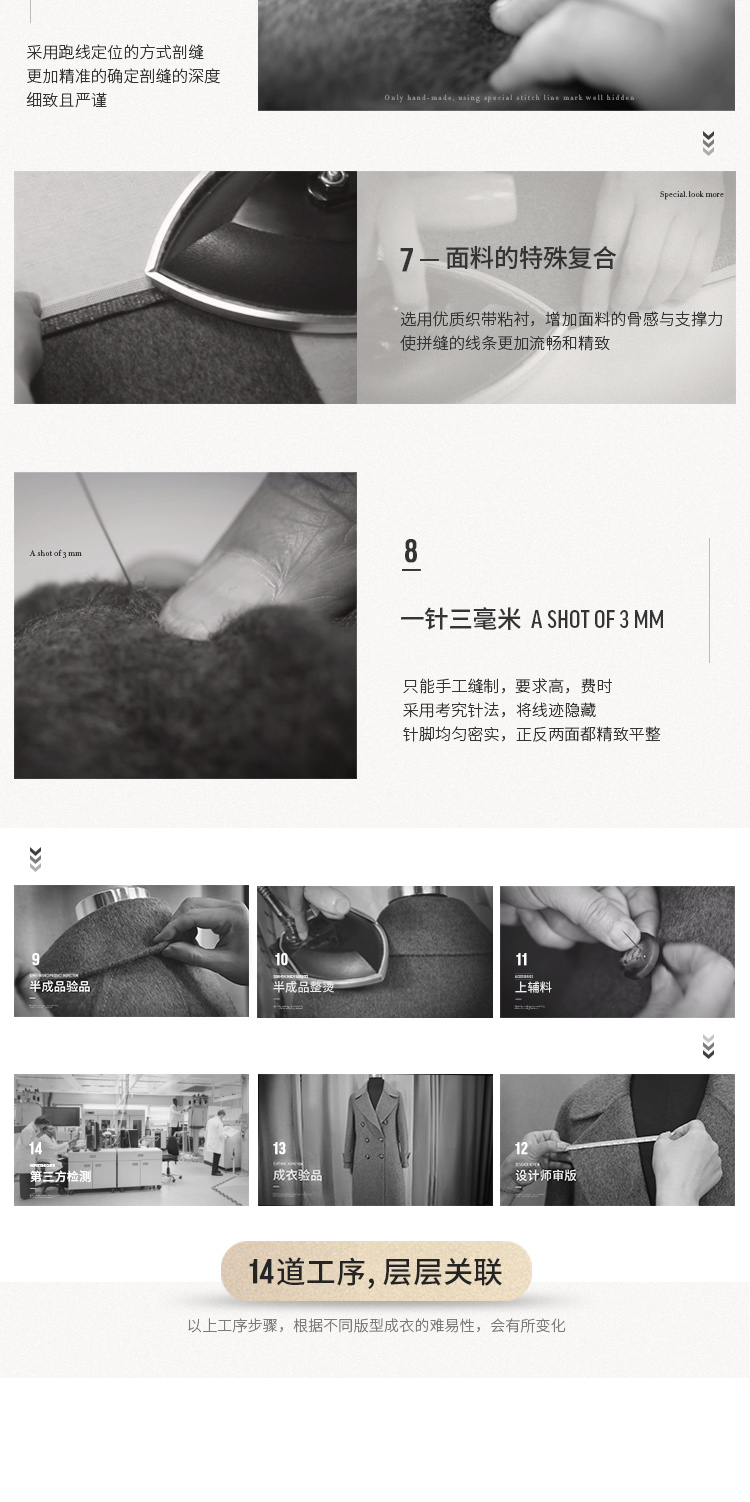 采用跑线定位的方式剖缝
更加精准的确定剖缝的深度
细致且严谨
Only hand-made, using special stitch line mark well hidden
Special.look more
7 — 面料的特殊复合
选用优质织带粘衬，增加面料的骨感与支撑力
使拼缝的线条更加流畅和精致
A shot of 3 mm
8
一针三毫米 A SHOT OF 3 MM
只能手工缝制，要求高，费时
采用考究针法，将线迹隐藏
针脚均匀密实，正反两面都精致平整
9
半成品验品
10
半成品整烫
11
上辅料
14
第三方检测
13
成衣验品
12
设计师审版
14道工序, 层层关联
以上工序步骤，根据不同版型成衣的难易性，会有所变化